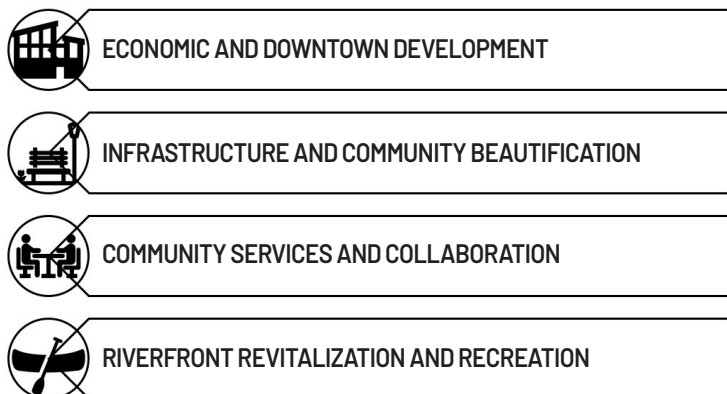 ECONOMIC AND DOWNTOWN DEVELOPMENT
INFRASTRUCTURE AND COMMUNITY BEAUTIFICATION
COMMUNITY SERVICES AND COLLABORATION
RIVERFRONT REVITALIZATION AND RECREATION